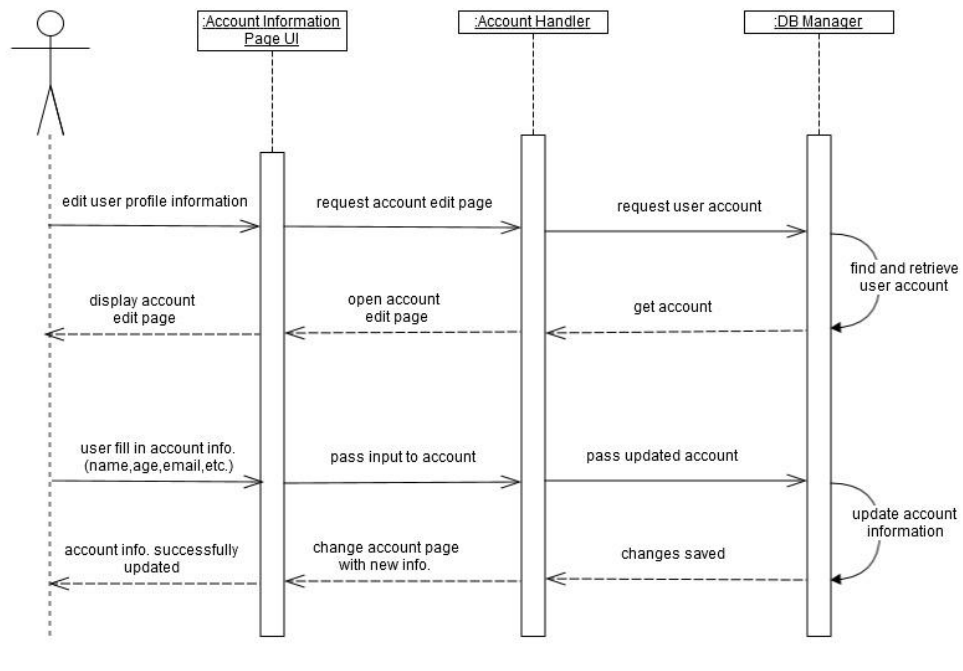 :Account Information
Page UI
:Account Handler
:DB Manager
edit user profile information
request account edit page
request user account
find and retrieve
user account
display account
edit page
open account
edit page
get account
user fill in account info.
(name,age,email,etc.)
pass input to account
pass updated account
update account
information
account info. successfully
updated
change account page
with new info.
changes saved